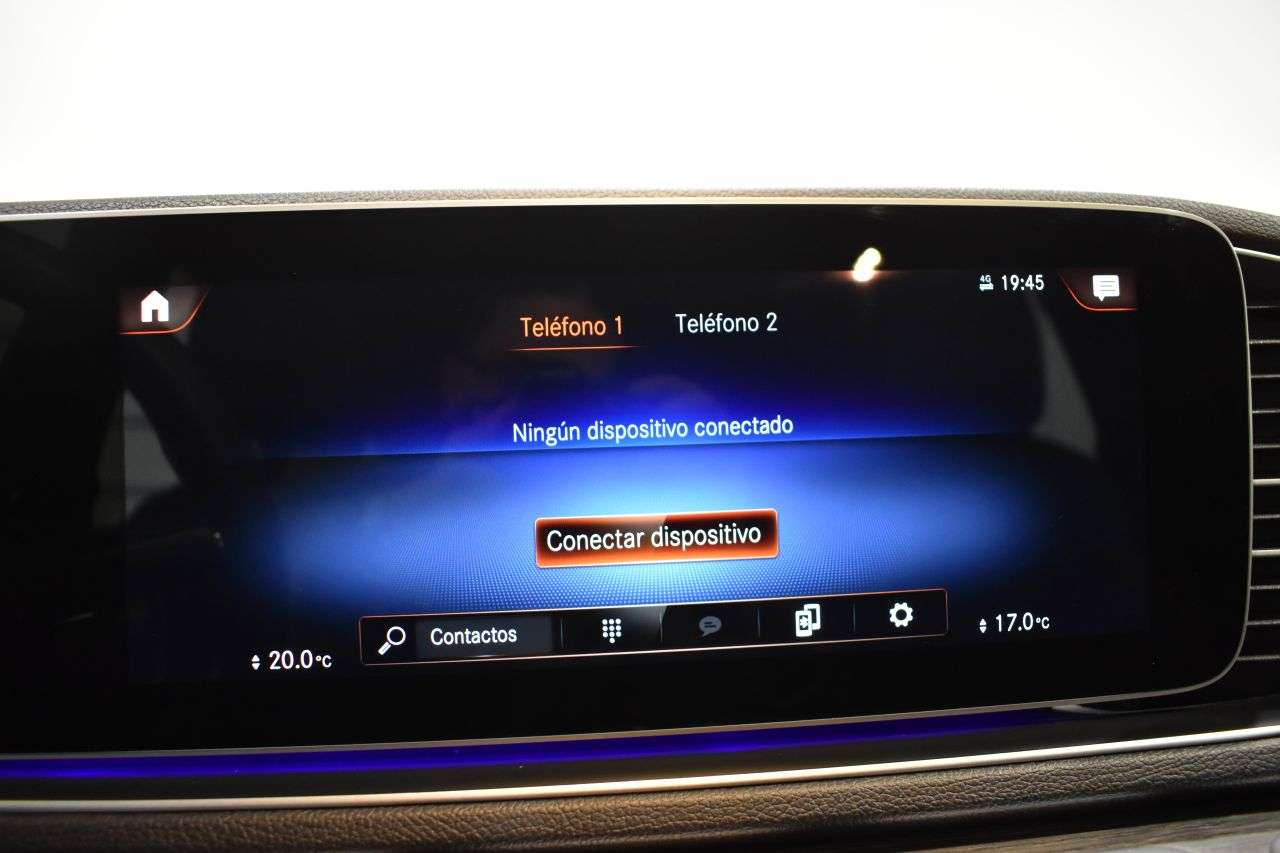 4G 19:45
Teléfono 1 Teléfono 2
Ningún dispositivo conectado
Conectar dispositivo
Contactos
20.0°C
17.0°C